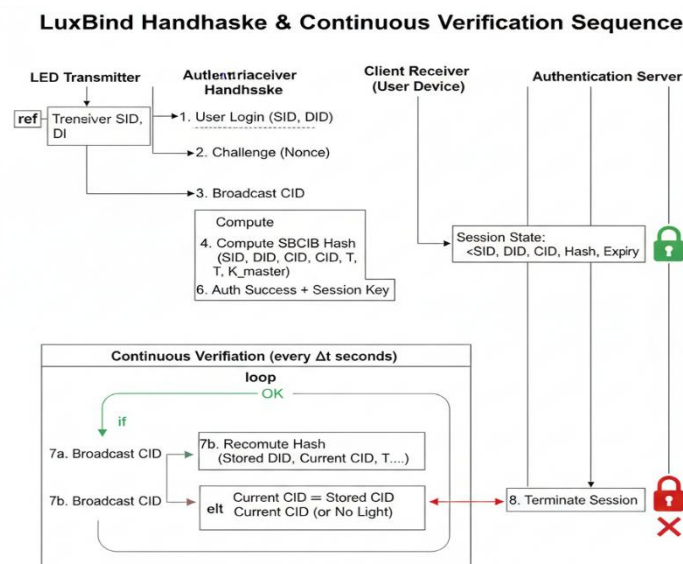 LuxBind Handhaske & Continuous Verification Sequence
LED Transmitter
Handhsske
Client Receiver
(User Device)
Authentication Server
ref
Trensiver SID,
DI
1. User Login (SID, DID)
2. Challenge (Nonce)
3. Broadcast CID
Compute
4. Compute SBCIB Hash
(SID, DID, CID, CID, T,
T, K_master)
6. Auth Success + Session Key
Session State:
<SID, DID, CID, Hash, Expiry
Continuous Verifiation (every Δt seconds)
loop
OK
if
7a. Broadcast CID
7b. Recomute Hash
(Stored DID, Current CID, T....)
7b. Broadcast CID
elt
Current CID = Stored CID
Current CID (or No Light)
8. Terminate Session